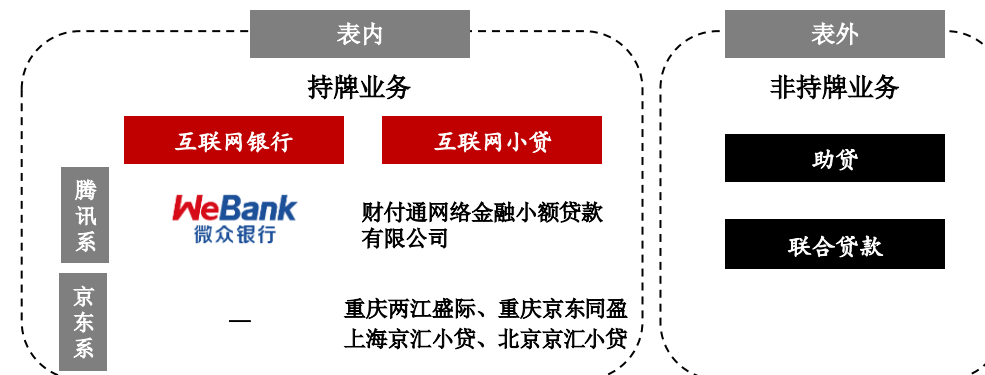 表内
表外
持牌业务
非持牌业务
互联网银行
互联网小贷
助贷
腾讯系
WeBank
微众银行
财付通网络金融小额贷款
有限公司
联合贷款
京东系
—
重庆两江盛际、重庆京东同盈
上海京汇小贷、北京京汇小贷